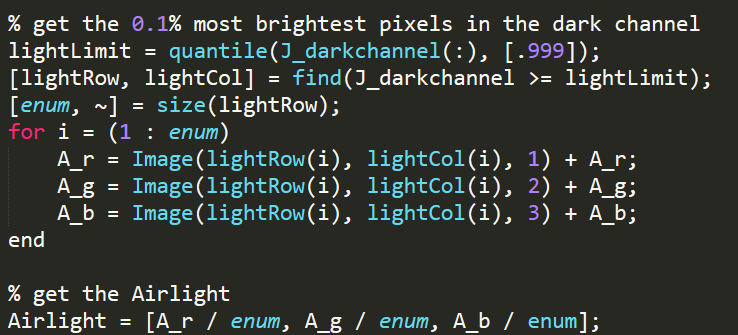 % get the 0.1% most brightest pixels in the dark channel
lightLimit = quantile(J_darkchannel(:), [.999]);
[lightRow, lightCol] = find(J_darkchannel >= lightLimit);
[enum, ~] = size(lightRow);
for i = (1 : enum)
    A_r = Image(lightRow(i), lightCol(i), 1) + A_r;
    A_g = Image(lightRow(i), lightCol(i), 2) + A_g;
    A_b = Image(lightRow(i), lightCol(i), 3) + A_b;
end
% get the Airlight
Airlight = [A_r / enum, A_g / enum, A_b / enum];